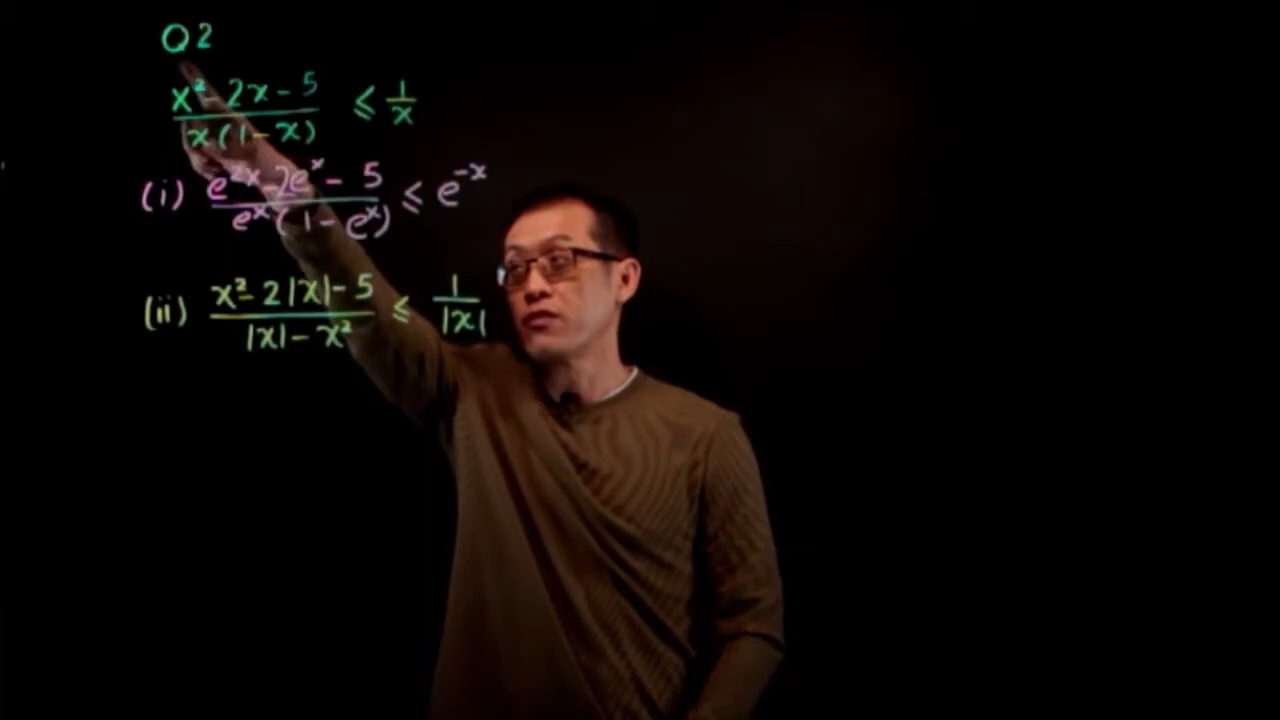 Q2
(x² - 2x - 5)/(x(1 - x)) ⩽ 1/x
(i) (e^{2x} - 2e^x - 5)/(e^x(1 - e^x)) ⩽ e^{-x}
(ii) (x² - 2|x| - 5)/(|x| - x²) ⩽ 1/|x|